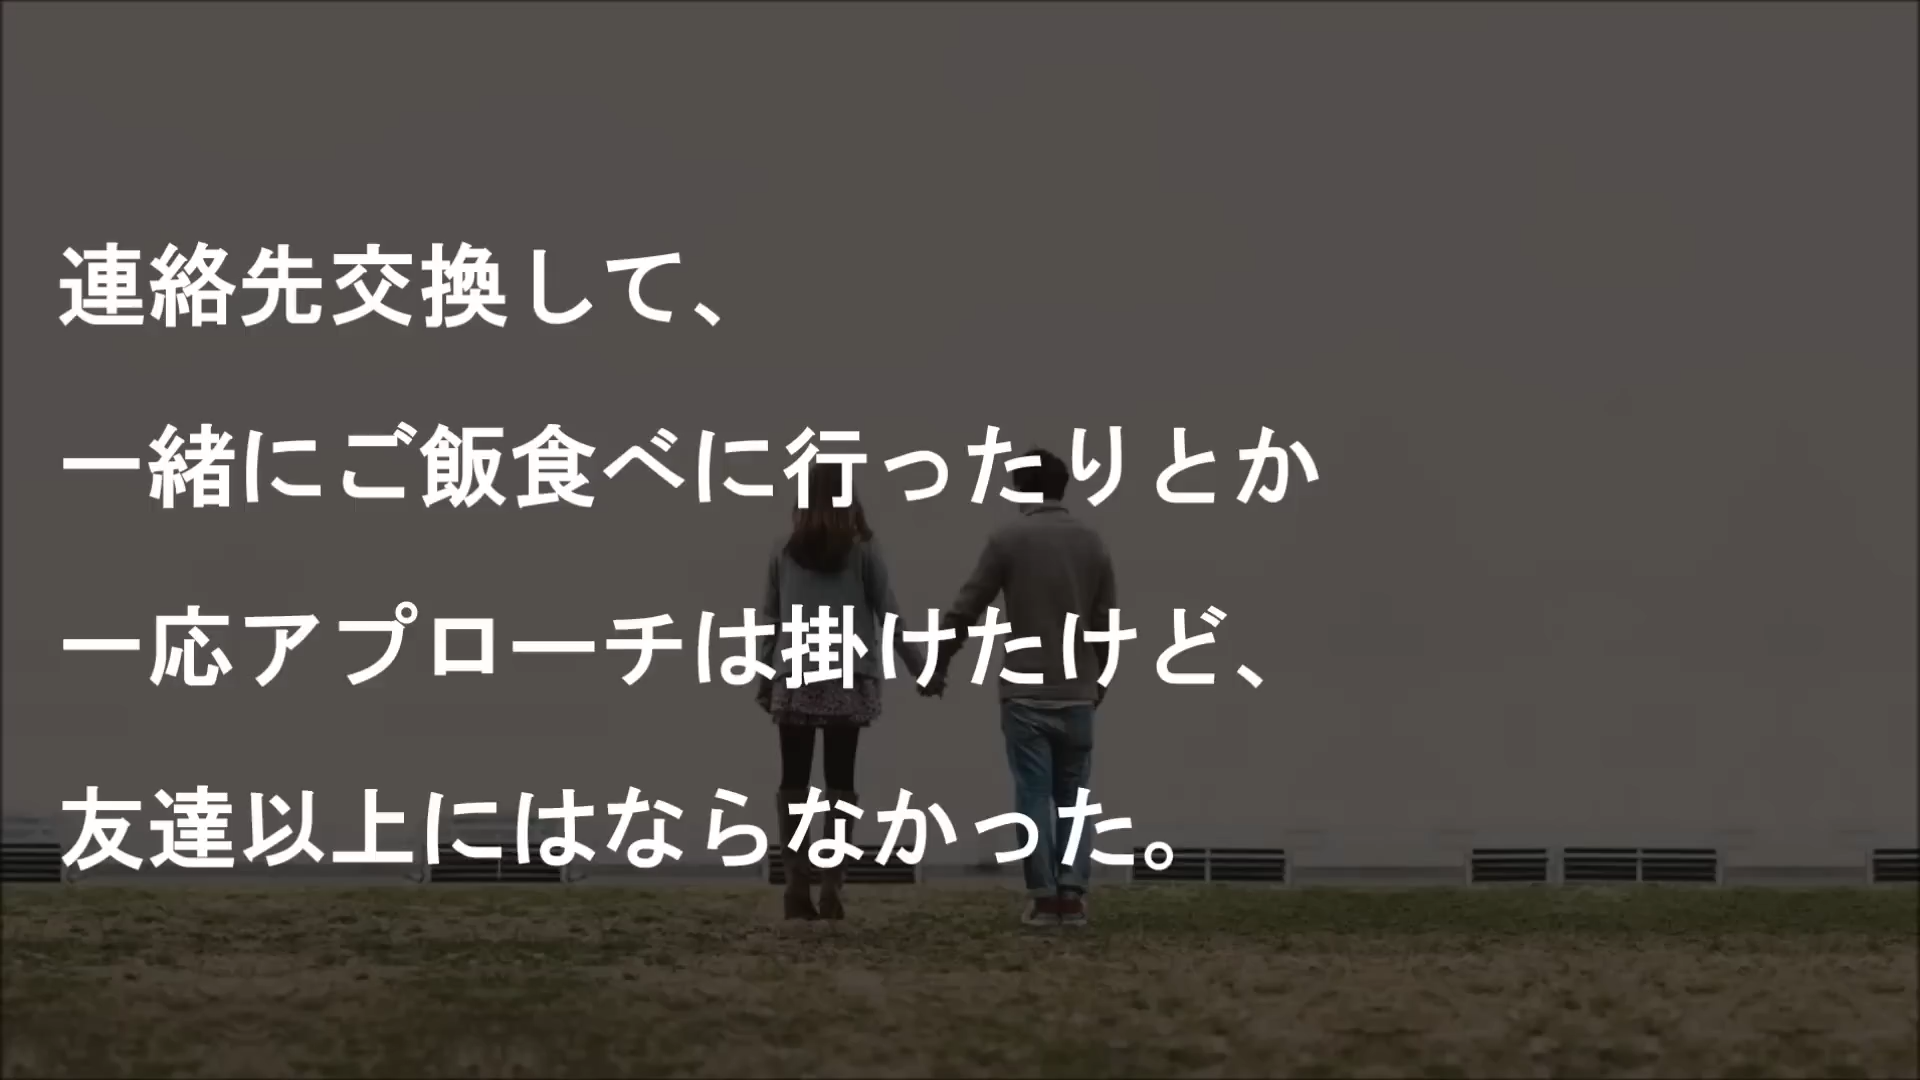 連絡先交換して、
一緒にご飯食べに行ったりとか
一応アプローチは掛けたけど、
友達以上にはならなかった。